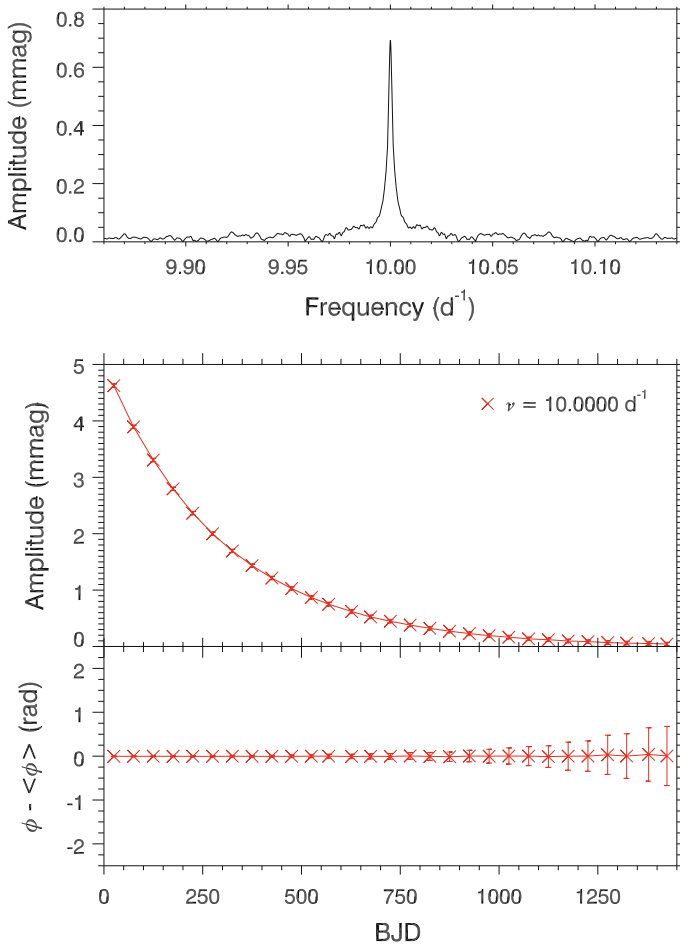 0.8
0.6
0.4
0.2
0.0
Amplitude (mmag)
9.90 9.95 10.00 10.05 10.10
Frequency (d⁻¹)
5
4
3
2
1
0
Amplitude (mmag)
ν = 10.0000 d⁻¹
2
1
0
-1
-2
ϕ - <ϕ> (rad)
0 250 500 750 1000 1250
BJD